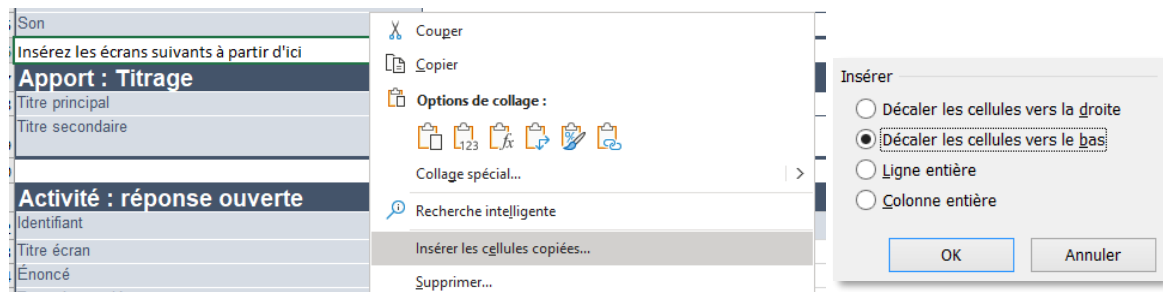 Son
Insérez les écrans suivants à partir d'ici
Apport : Titrage
Titre principal
Titre secondaire
Activité : réponse ouverte
Identifiant
Titre écran
Énoncé
Couper
Copier
Options de collage :
123
fx
%
Collage spécial...
Recherche intelligente
Insérer les cellules copiées...
Supprimer...
Insérer
Décaler les cellules vers la droite
Décaler les cellules vers le bas
Ligne entière
Colonne entière
OK Annuler